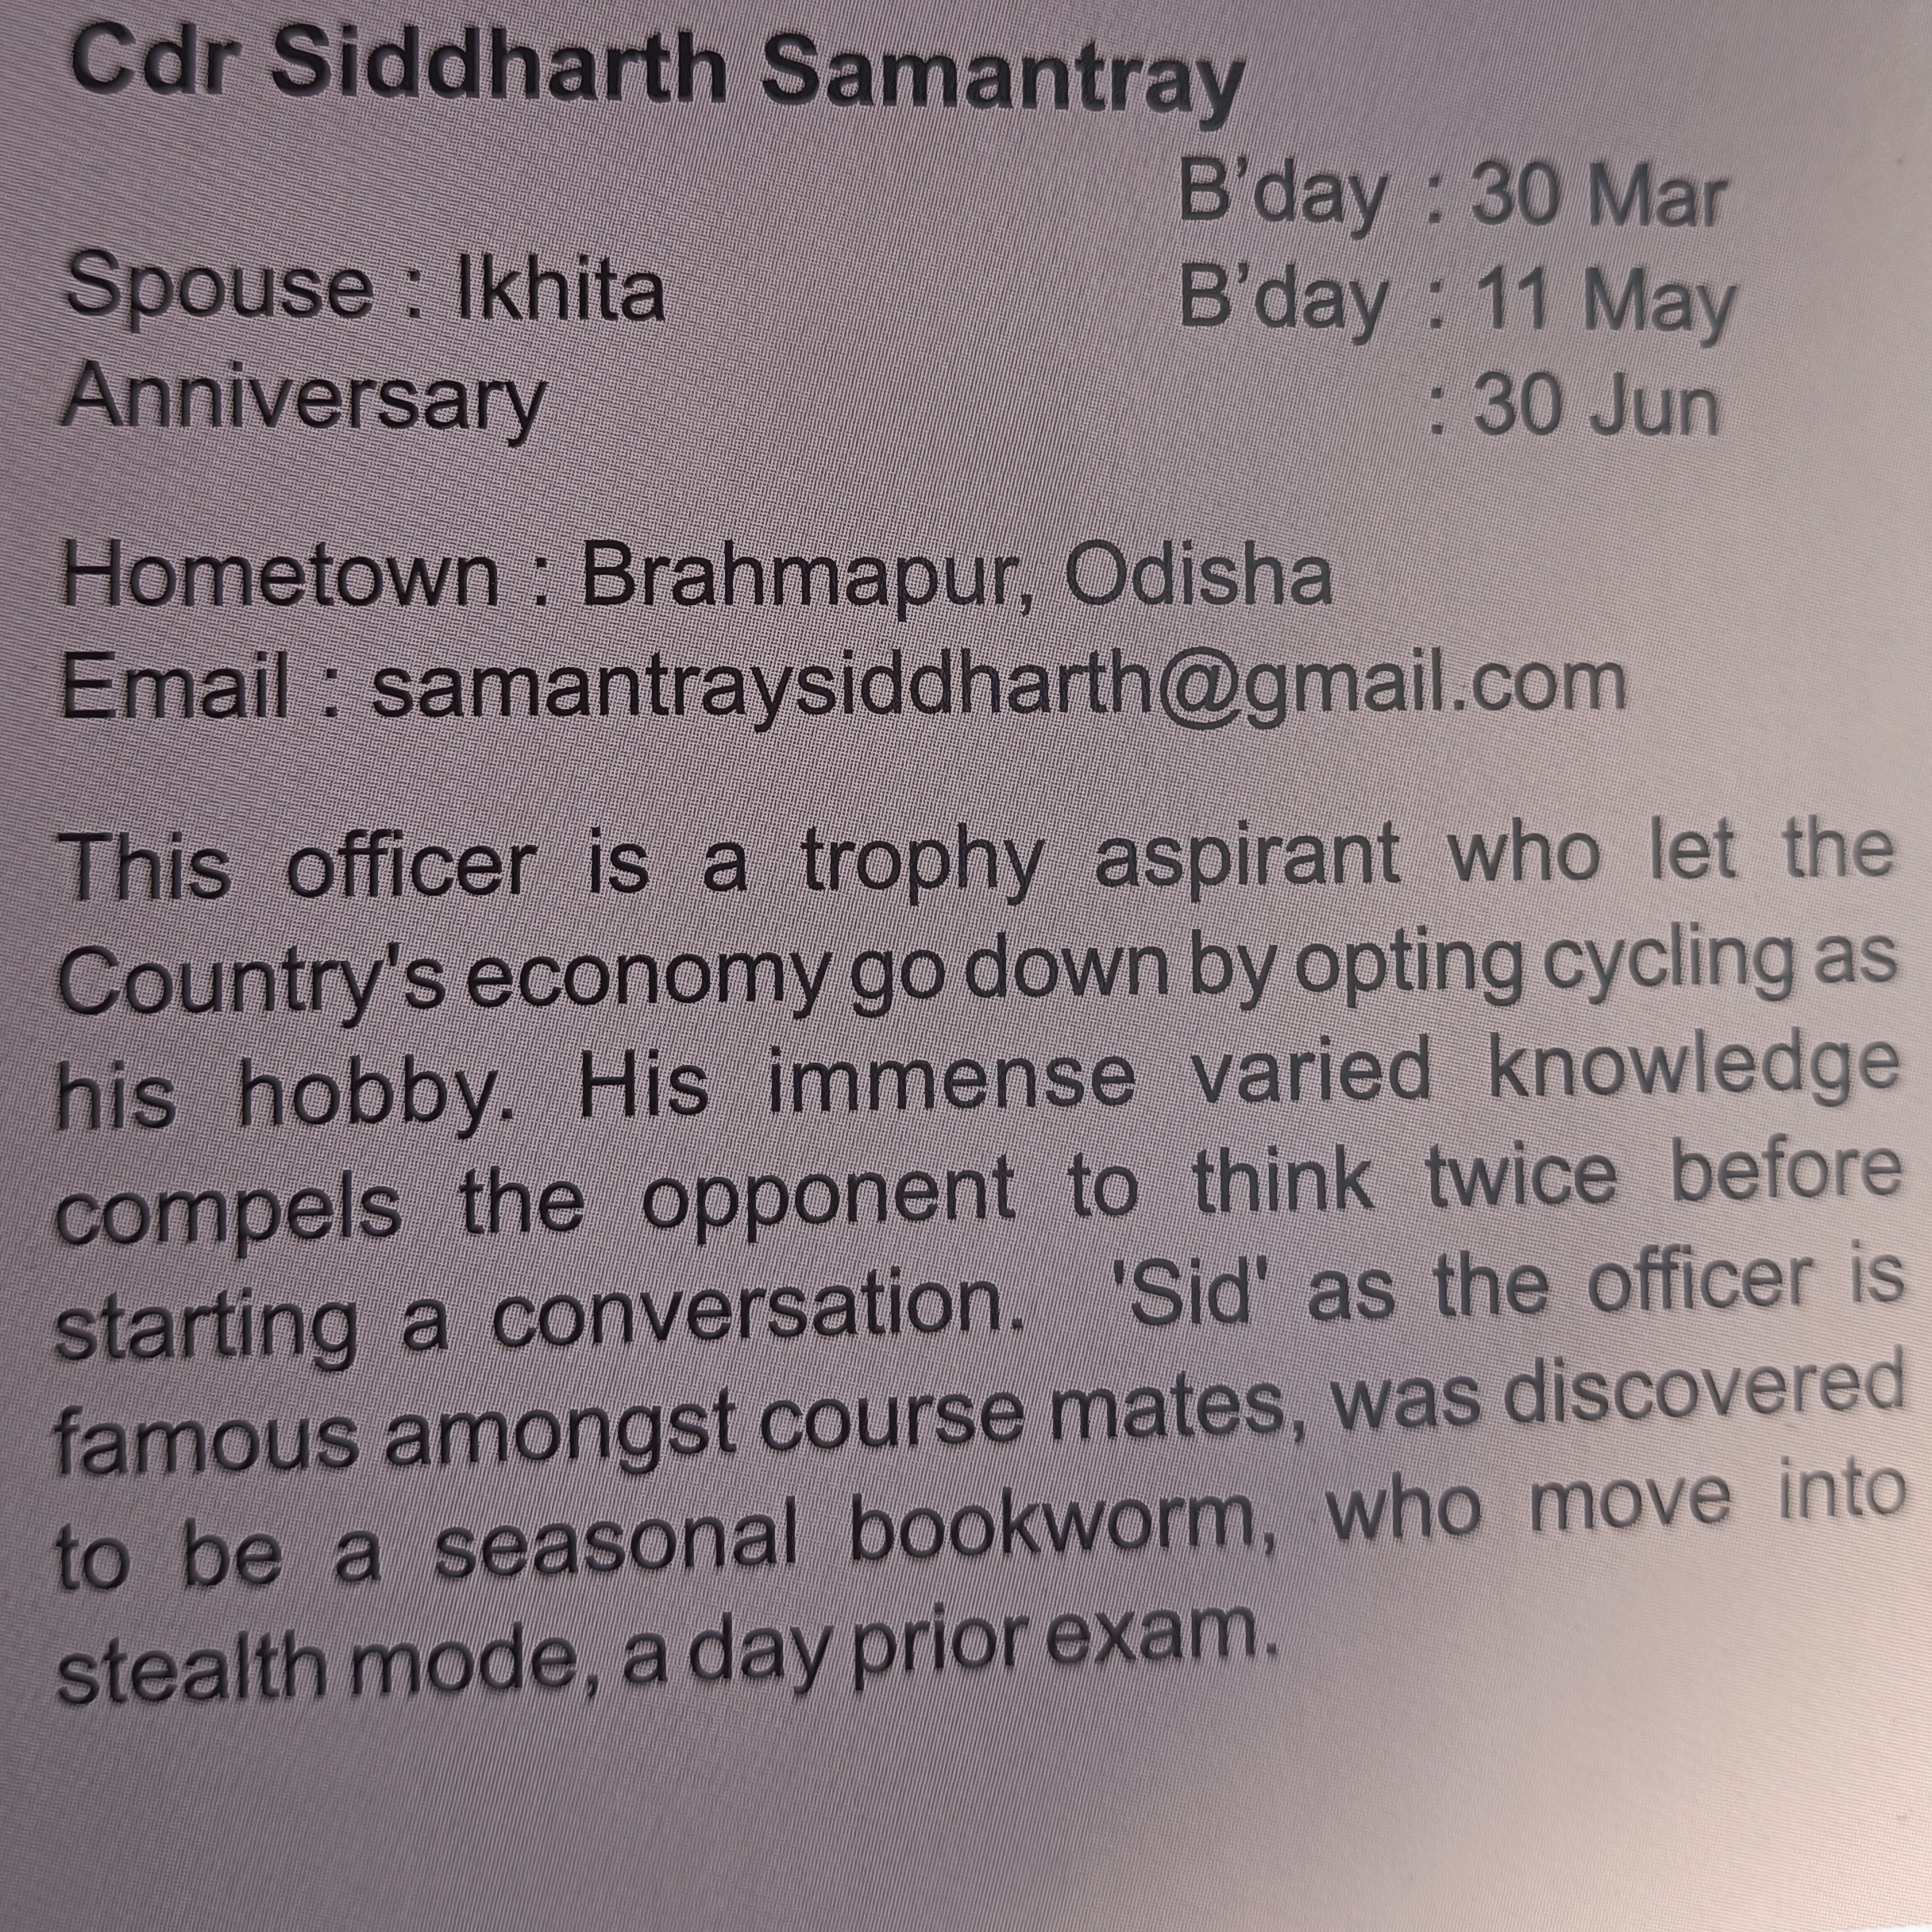 Cdr Siddharth Samantray
B’day : 30 Mar
Spouse : Ikhita B’day : 11 May
Anniversary : 30 Jun
Hometown : Brahmapur, Odisha
Email : samantraysiddharth@gmail.com
This officer is a trophy aspirant who let the
Country's economy go down by opting cycling as
his hobby. His immense varied knowledge
compels the opponent to think twice before
starting a conversation. 'Sid' as the officer is
famous amongst course mates, was discovered
to be a seasonal bookworm, who move into
stealth mode, a day prior exam.